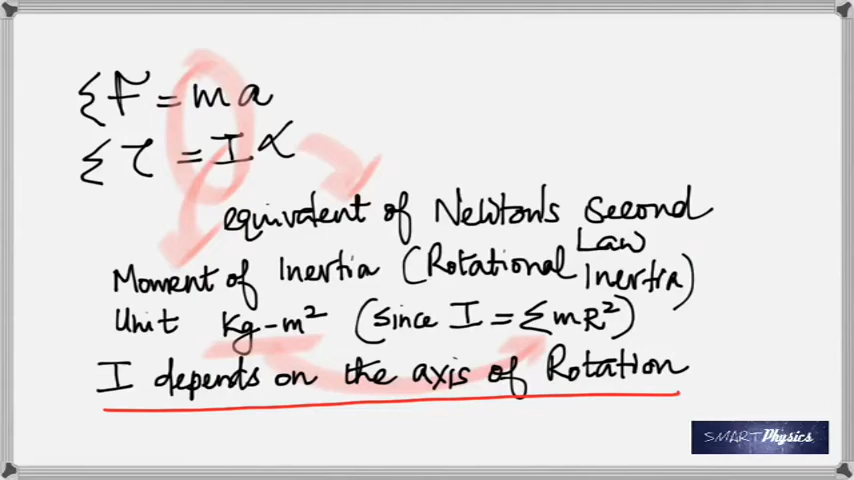 ΣF = ma
Στ = Iα
equivalent of Newton's Second Law
Moment of Inertia (Rotational Inertia)
Unit Kg-m² (since I = ΣmR²)
I depends on the axis of Rotation
SMARTPhysics